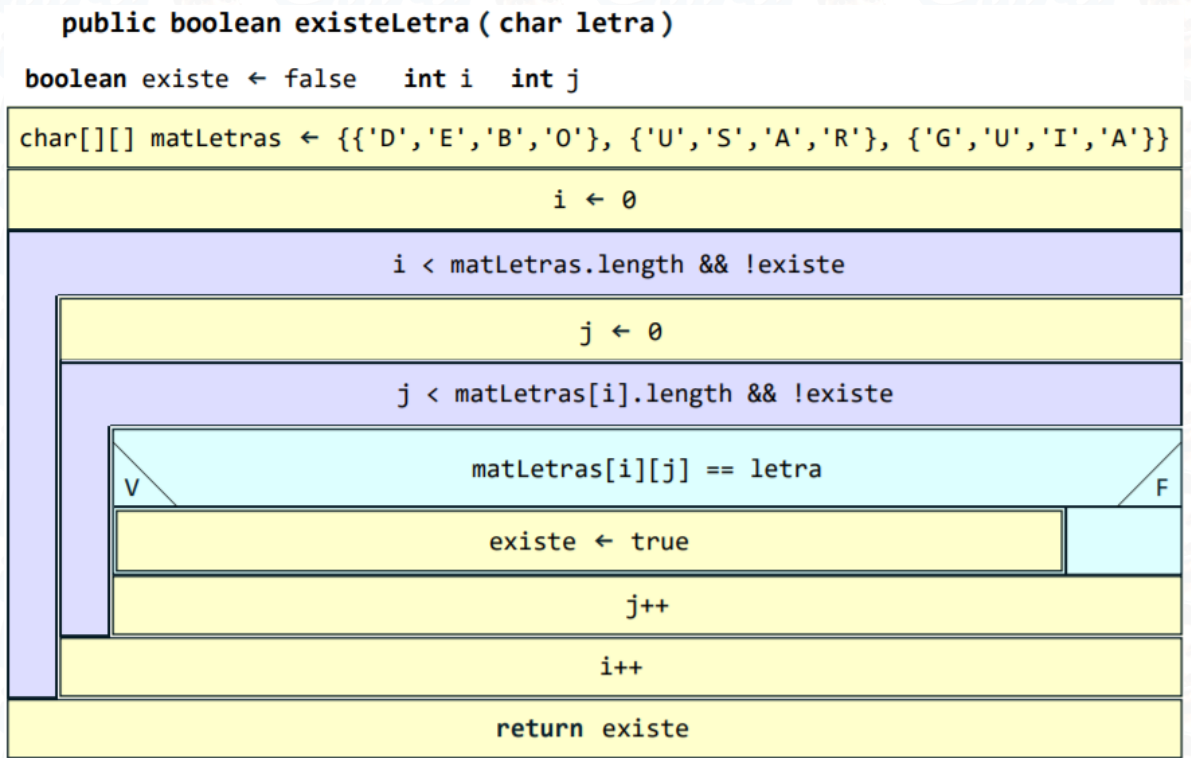 public boolean existeLetra ( char letra )
boolean existe ← false int i int j
char[][] matLetras ← {{'D','E','B','O'}, {'U','S','A','R'}, {'G','U','I','A'}}
i ← 0
i < matLetras.length && !existe
j ← 0
j < matLetras[i].length && !existe
matLetras[i][j] == letra
V
F
existe ← true
j++
i++
return existe